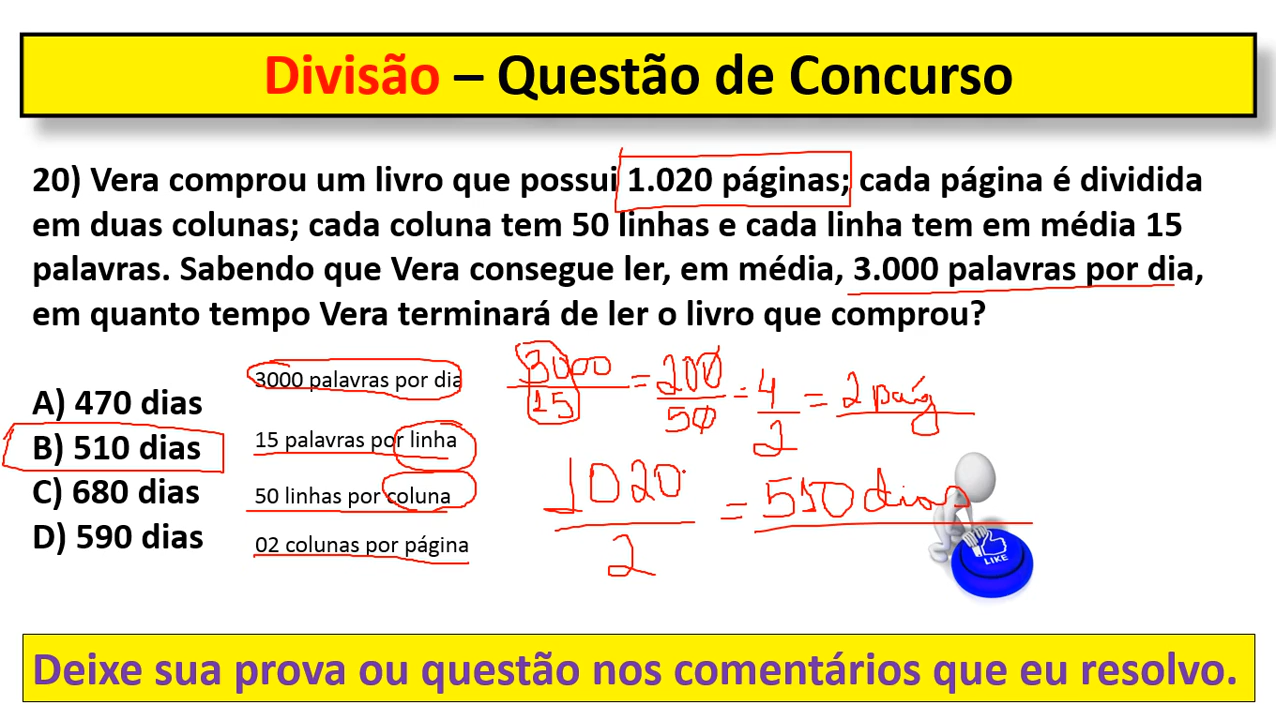 Divisão – Questão de Concurso
20) Vera comprou um livro que possui 1.020 páginas; cada página é dividida
em duas colunas; cada coluna tem 50 linhas e cada linha tem em média 15
palavras. Sabendo que Vera consegue ler, em média, 3.000 palavras por dia,
em quanto tempo Vera terminará de ler o livro que comprou?
A) 470 dias
B) 510 dias
C) 680 dias
D) 590 dias
3000 palavras por dia
15 palavras por linha
50 linhas por coluna
02 colunas por página
3000/15 = 200/50 = 4/2 = 2 paǵ
1020/2 = 510 dias
LIKE
Deixe sua prova ou questão nos comentários que eu resolvo.